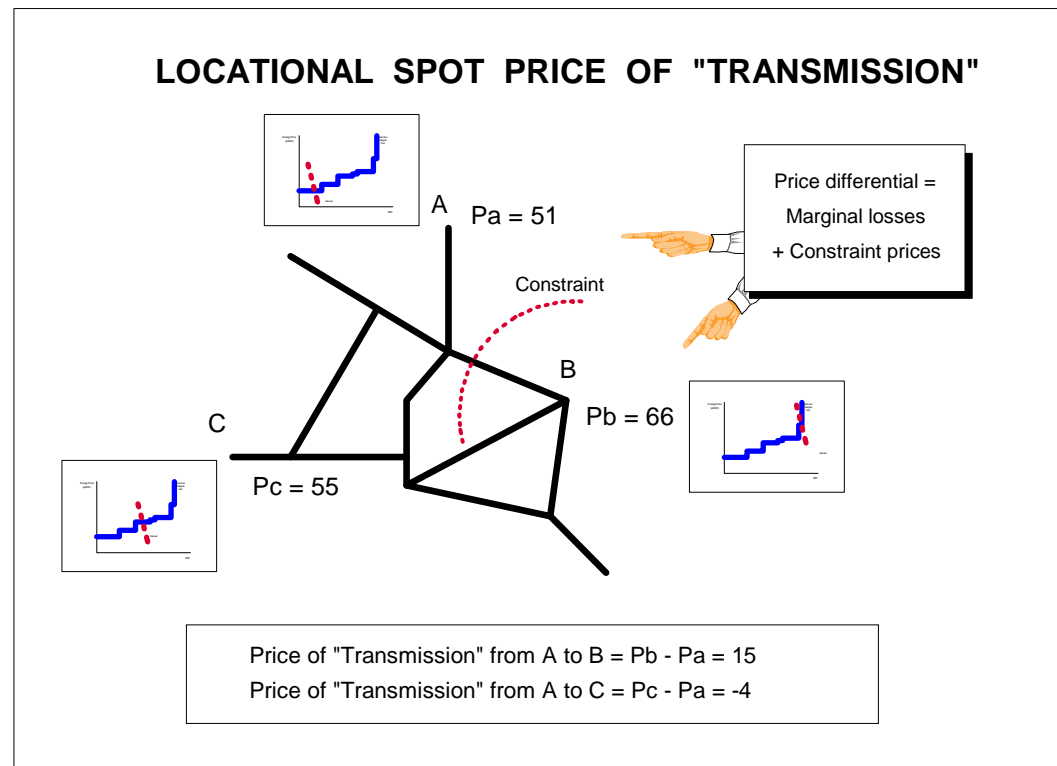 LOCATIONAL SPOT PRICE OF "TRANSMISSION"
A
Pa = 51
Price differential =
Marginal losses
+ Constraint prices
Constraint
B
Pb = 66
C
Pc = 55
Price of "Transmission" from A to B = Pb - Pa = 15
Price of "Transmission" from A to C = Pc - Pa = -4